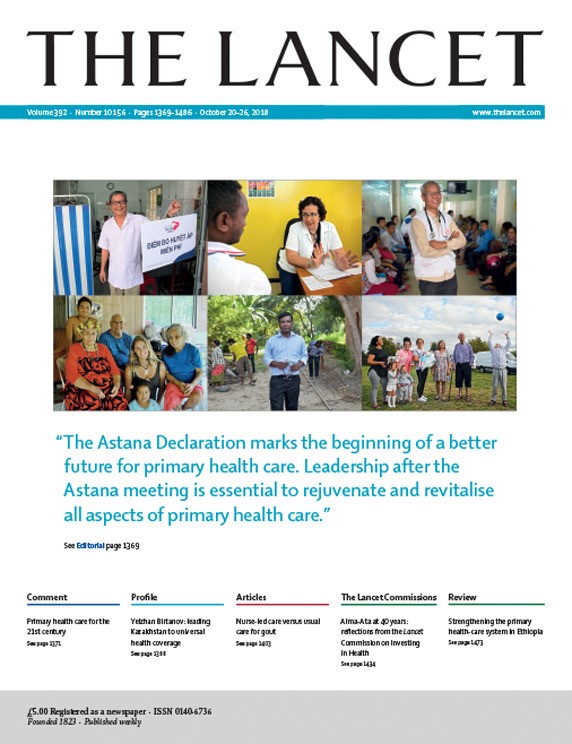 THE LANCET
Volume 392 · Number 10156 · Pages 1369–1486 · October 20–26, 2018
www.thelancet.com
ĐIỂM ĐO HUYẾT ÁP
MIỄN PHÍ
“The Astana Declaration marks the beginning of a better
future for primary health care. Leadership after the
Astana meeting is essential to rejuvenate and revitalise
all aspects of primary health care.”
See Editorial page 1369
Comment
Primary health care for the
21st century
See page 1371
Profile
Yelzhan Birtanov: leading
Kazakhstan to universal
health coverage
See page 1388
Articles
Nurse-led care versus usual
care for gout
See page 1403
The Lancet Commissions
Alma-Ata at 40 years:
reflections from the Lancet
Commission on Investing
in Health
See page 1434
Review
Strengthening the primary
health-care system in Ethiopia
See page 1473
£5.00 Registered as a newspaper · ISSN 0140-6736
Founded 1823 · Published weekly